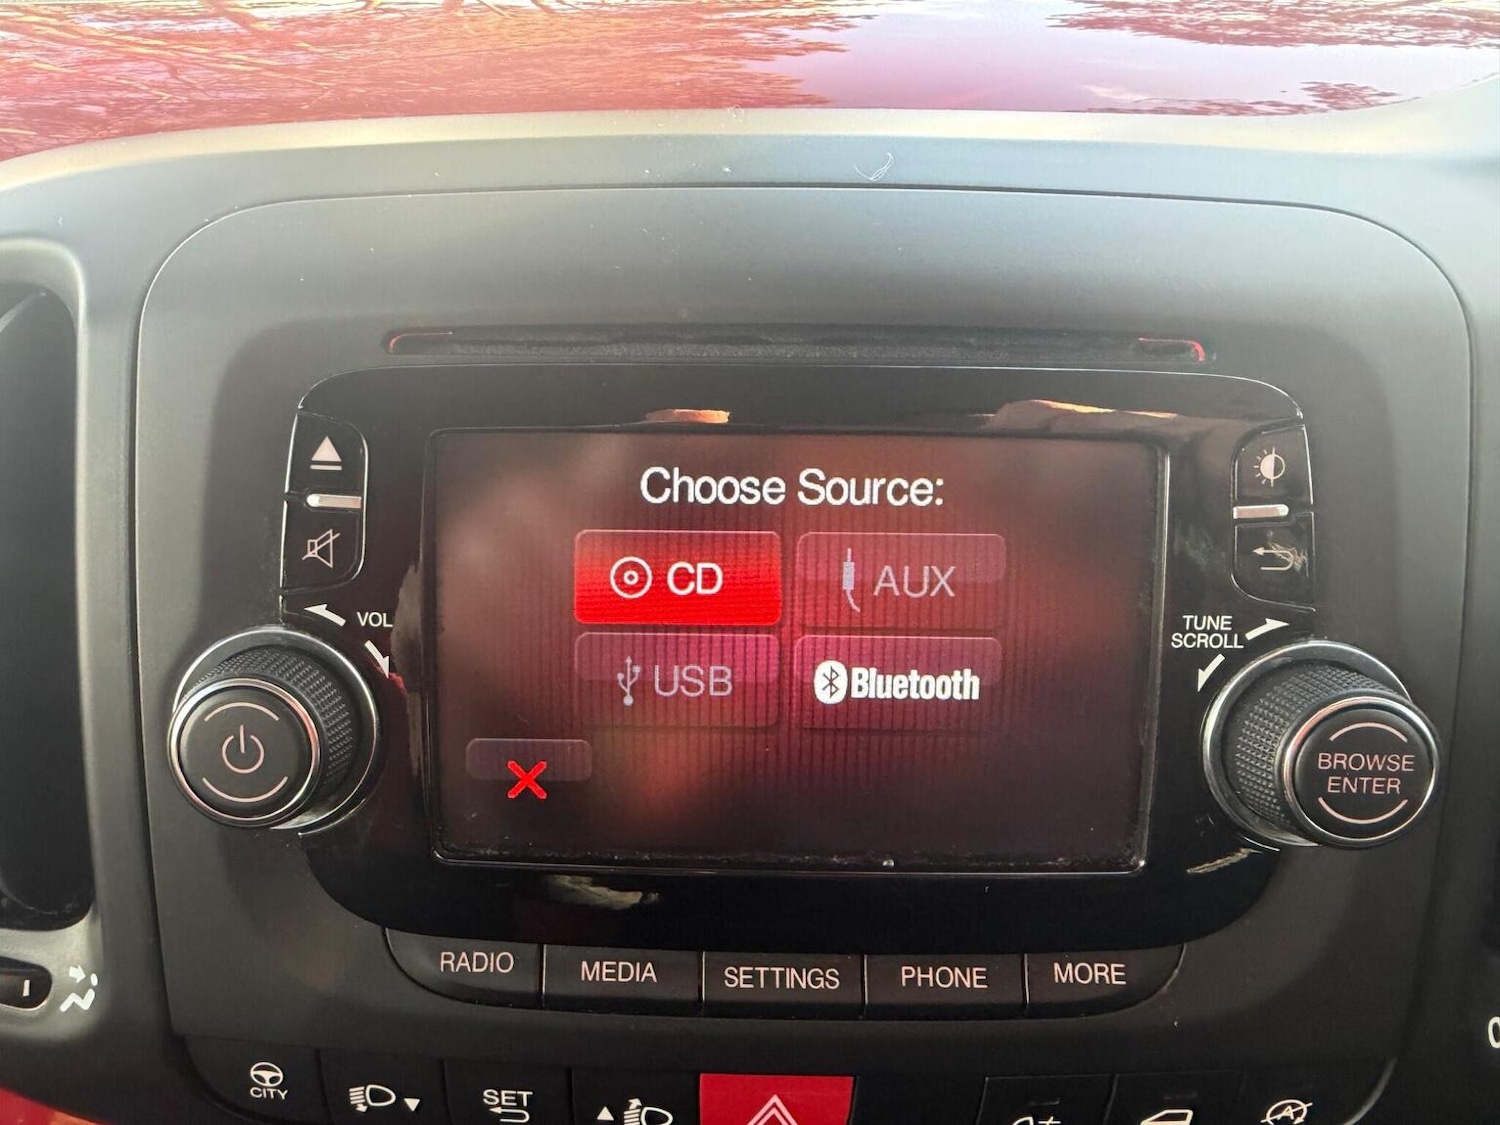 Choose Source:
CD
AUX
USB
Bluetooth
VOL
TUNE
SCROLL
BROWSE
ENTER
RADIO
MEDIA
SETTINGS
PHONE
MORE
CITY
SET
A